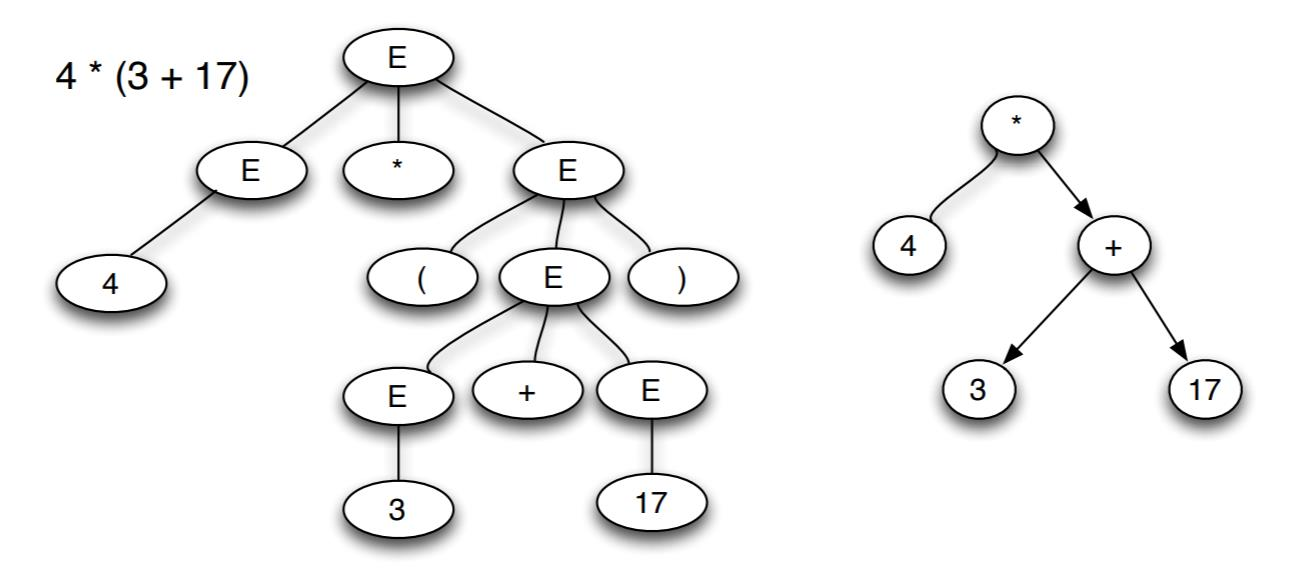 4 * (3 + 17)
E
E * E
4 ( E )
E + E
3 17
*
4 +
3 17